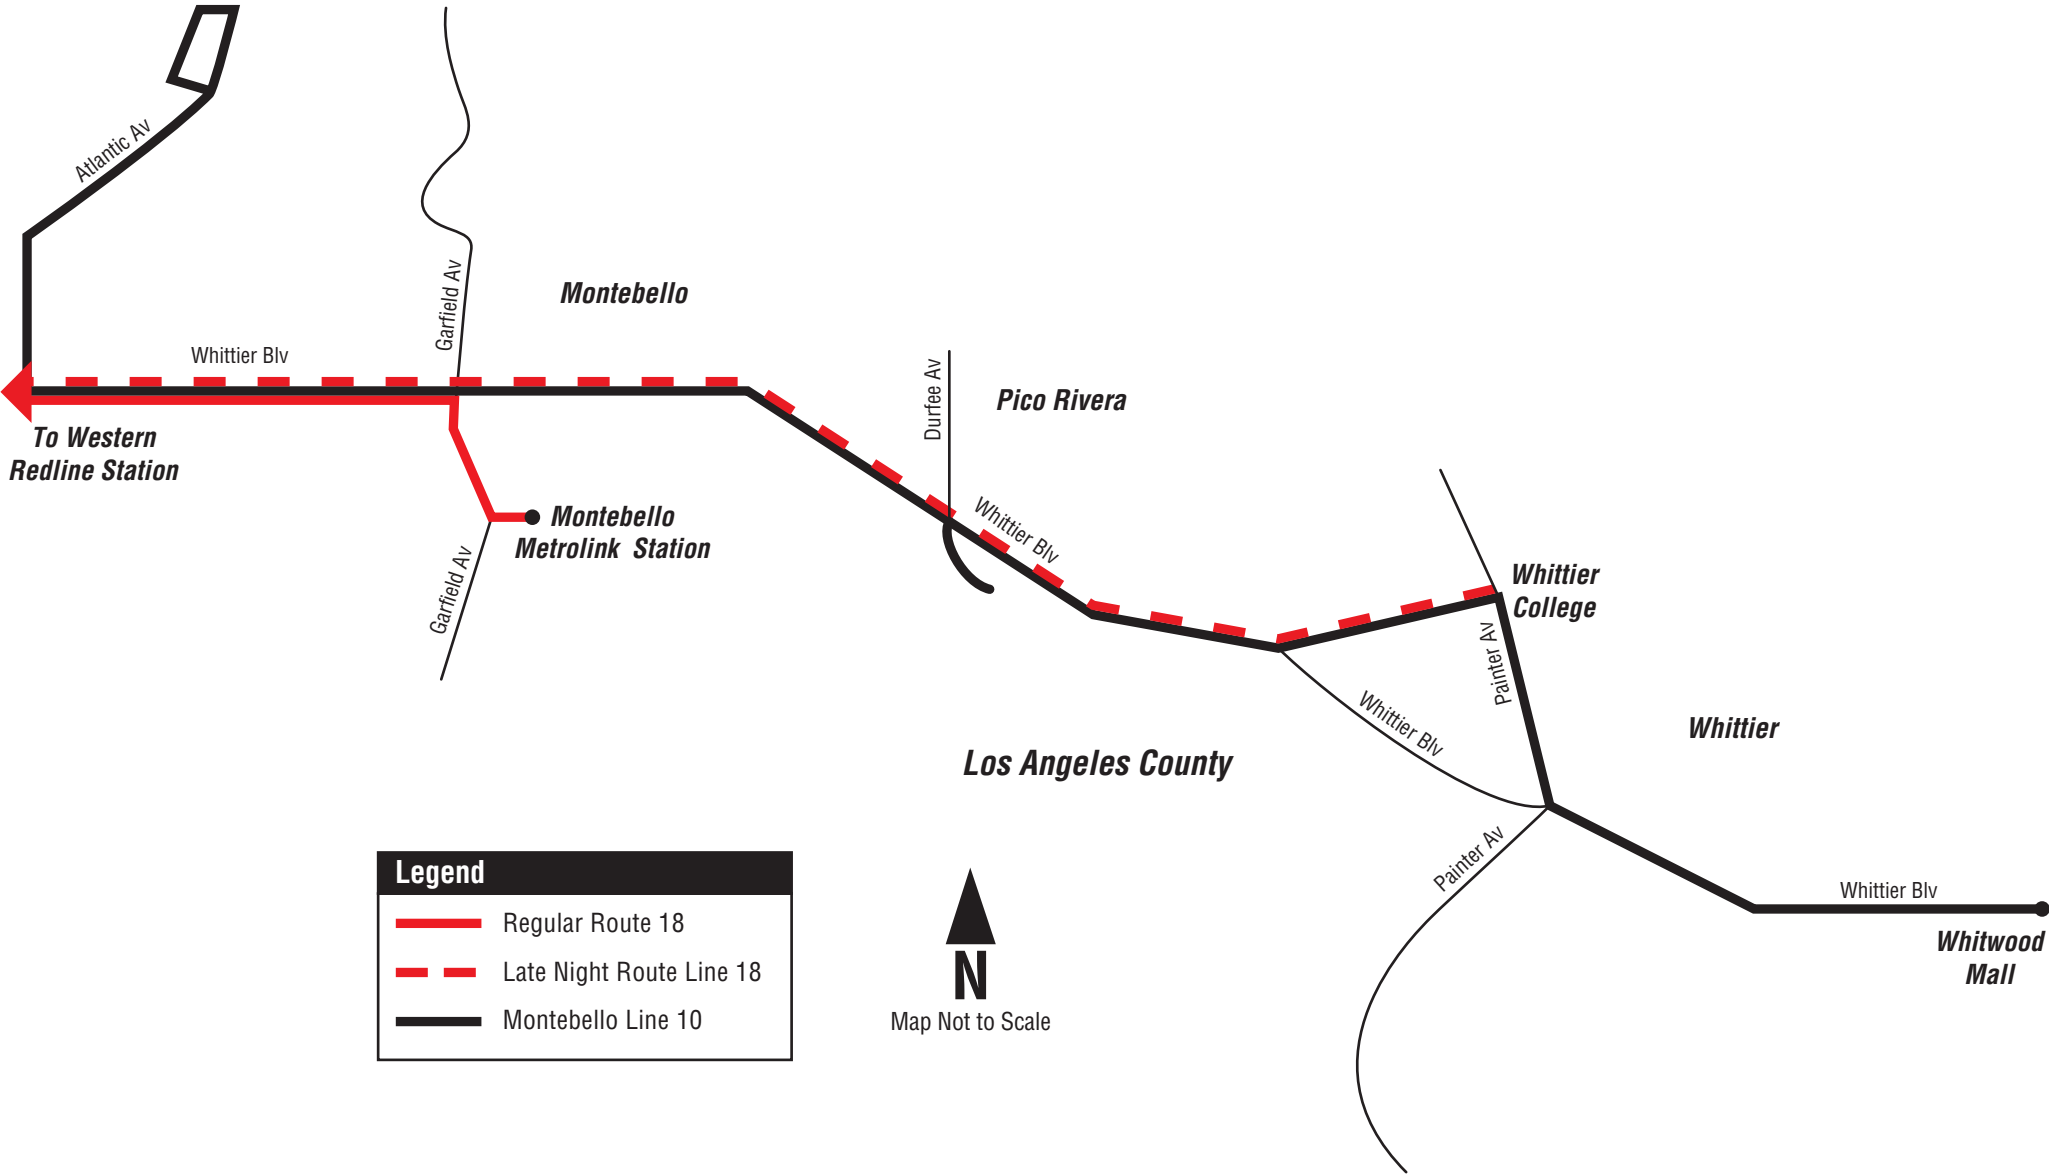 Atlantic Av
Garfield Av
Montebello
Whittier Blv
Durfee Av
Pico Rivera
To Western
Redline Station
Montebello
Metrolink Station
Garfield Av
Whittier Blv
Whittier
College
Painter Av
Whittier Blv
Whittier
Los Angeles County
Painter Av
Whittier Blv
Whitwood
Mall
Legend
Regular Route 18
Late Night Route Line 18
Montebello Line 10
N
Map Not to Scale